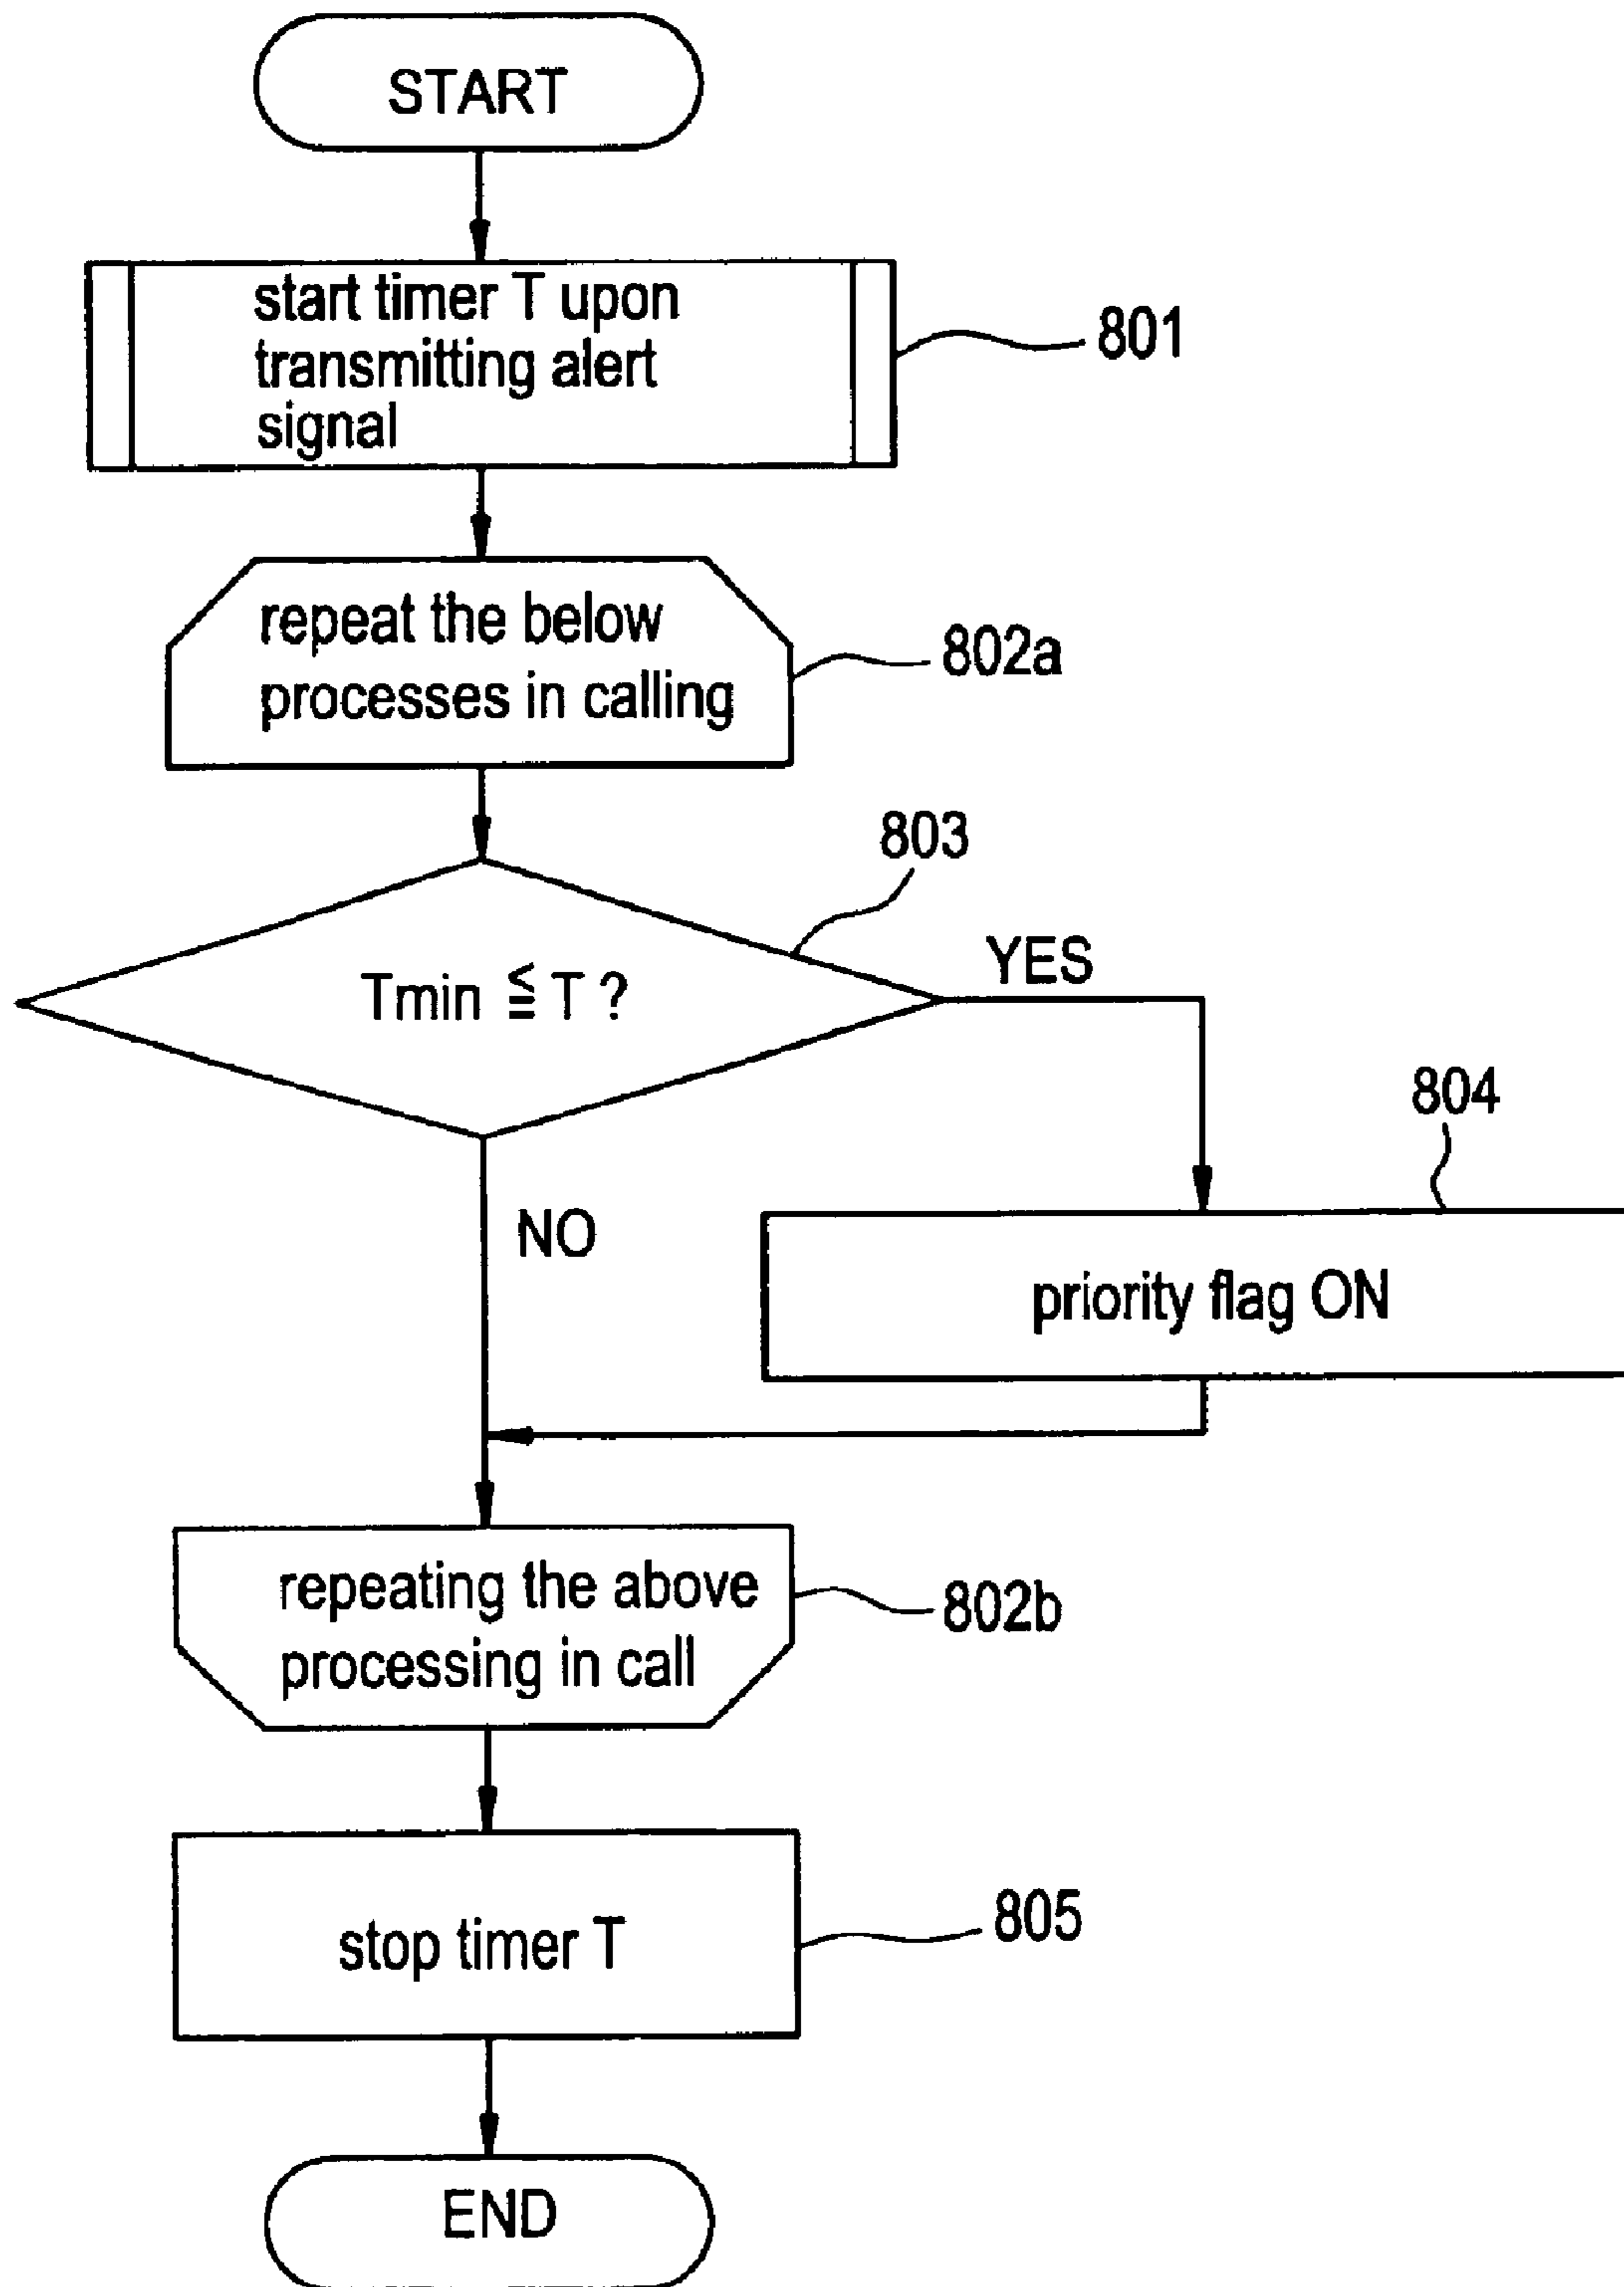 START
start timer T upon
transmitting alert
signal
801
repeat the below
processes in calling
802a
803
Tmin ≦ T ?
YES
804
NO
priority flag ON
repeating the above
processing in call
802b
stop timer T
805
END